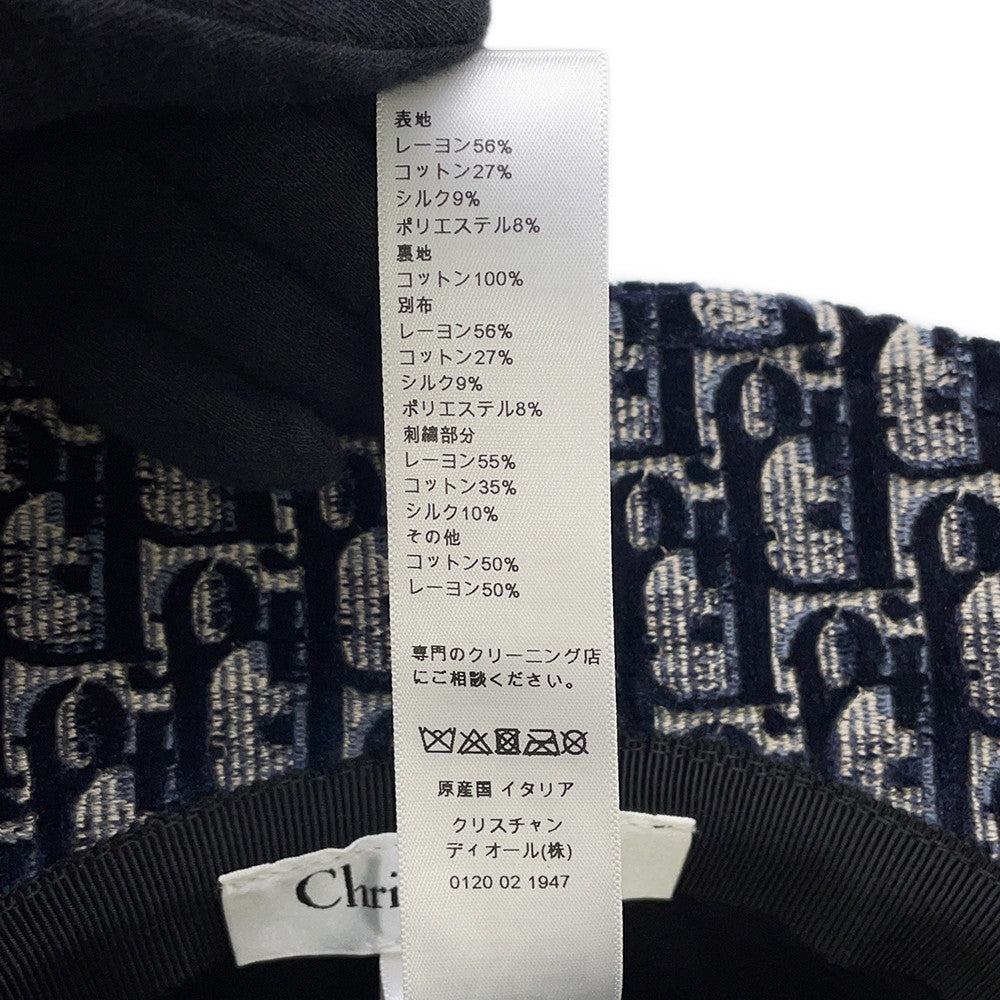 表地
レーヨン56%
コットン27%
シルク9%
ポリエステル8%
裏地
コットン100%
別布
レーヨン56%
コットン27%
シルク9%
ポリエステル8%
刺繍部分
レーヨン55%
コットン35%
シルク10%
その他
コットン50%
レーヨン50%
専門のクリーニング店
にご相談ください。
原産国 イタリア
クリスチャン
ディオール(株)
0120 02 1947
Chri